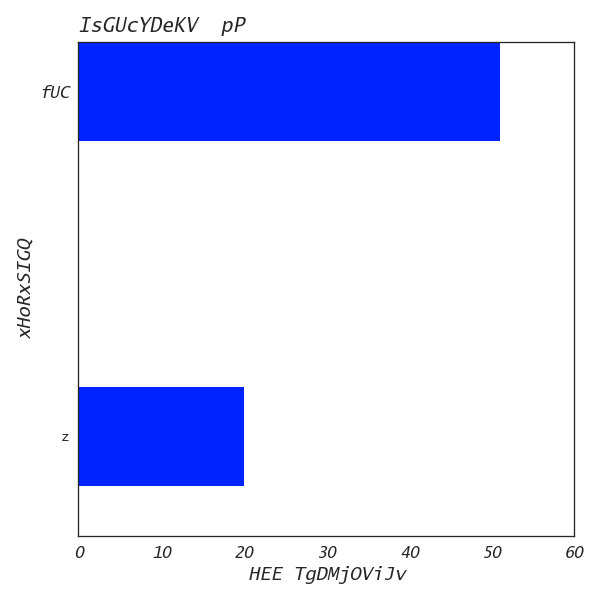 IsGUcYDeKV  pP
fUC
xHoRxSIGQ
z
0 10 20 30 40 50 60
HEE TgDMjOViJv